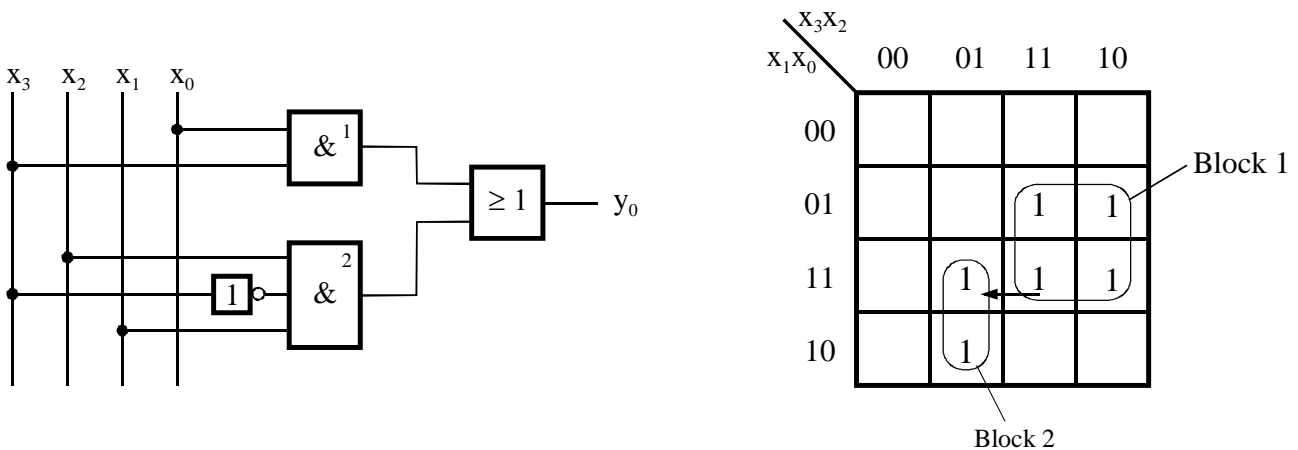 x₃ x₂ x₁ x₀
& 1
≥ 1
y₀
& 2
1
x₃x₂
x₁x₀ 00 01 11 10
00
01 1 1
11 1 1 1
10 1
Block 1
Block 2